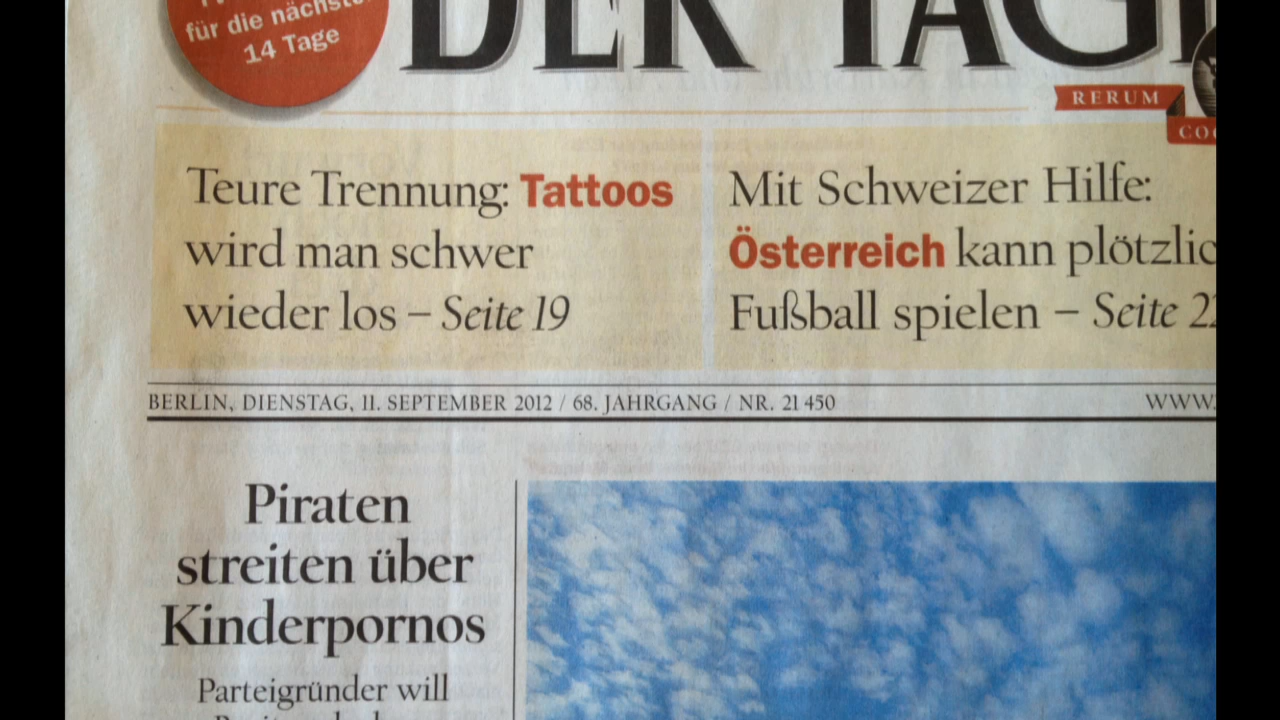 für die nächste
14 Tage
DER TAG
RERUM
Teure Trennung: Tattoos
wird man schwer
wieder los – Seite 19
Mit Schweizer Hilfe:
Österreich kann plötzlic
Fußball spielen – Seite 22
BERLIN, DIENSTAG, 11. SEPTEMBER 2012 / 68. JAHRGANG / NR. 21 450
WWW.
Piraten
streiten über
Kinderpornos
Parteigründer will